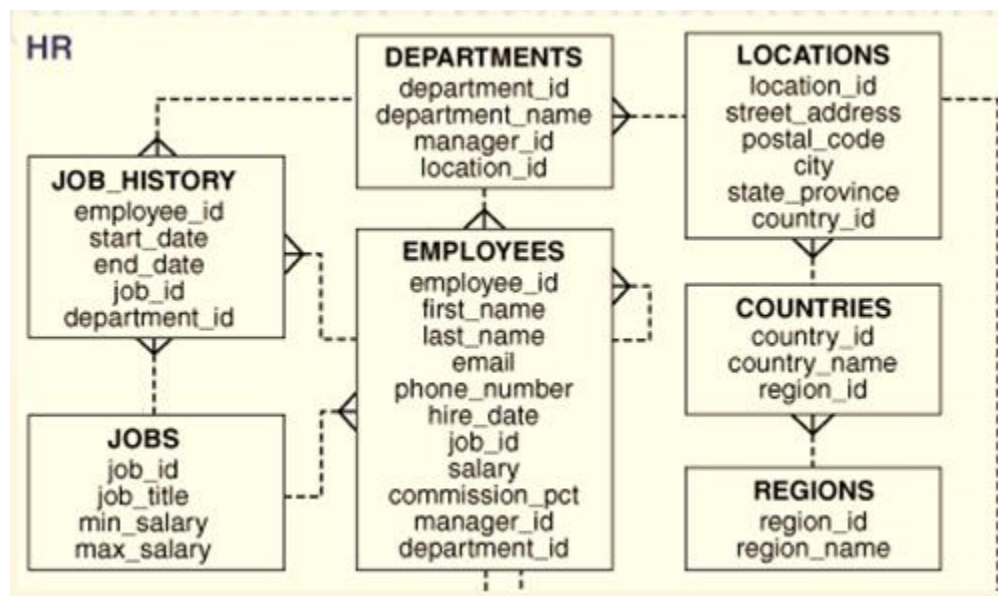 HR
DEPARTMENTS
department_id
department_name
manager_id
location_id
LOCATIONS
location_id
street_address
postal_code
city
state_province
country_id
JOB_HISTORY
employee_id
start_date
end_date
job_id
department_id
EMPLOYEES
employee_id
first_name
last_name
email
phone_number
hire_date
job_id
salary
commission_pct
manager_id
department_id
COUNTRIES
country_id
country_name
region_id
JOBS
job_id
job_title
min_salary
max_salary
REGIONS
region_id
region_name